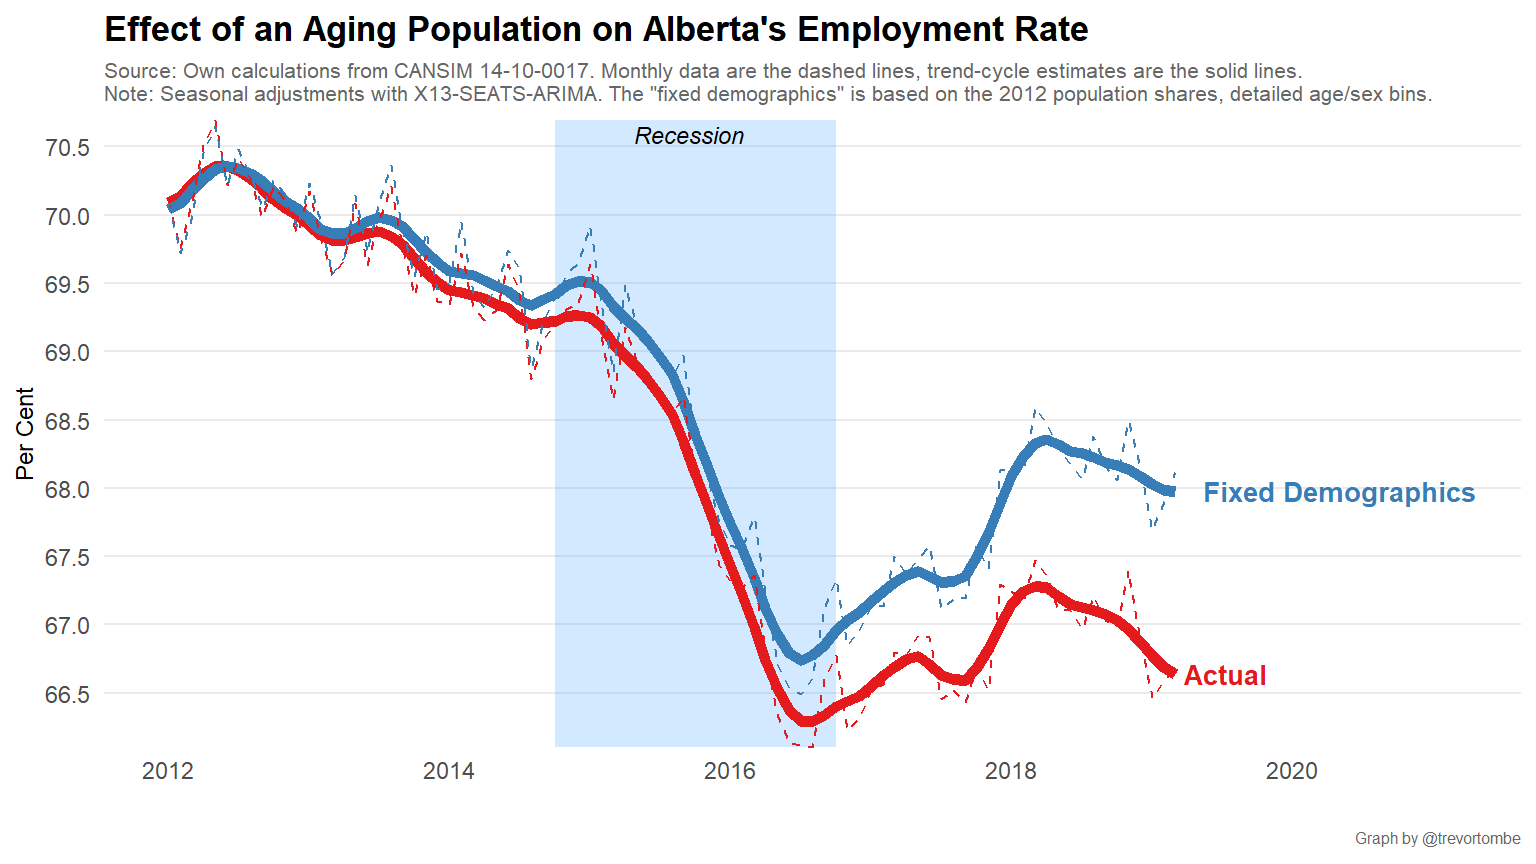 Effect of an Aging Population on Alberta's Employment Rate
Source: Own calculations from CANSIM 14-10-0017. Monthly data are the dashed lines, trend-cycle estimates are the solid lines.
Note: Seasonal adjustments with X13-SEATS-ARIMA. The "fixed demographics" is based on the 2012 population shares, detailed age/sex bins.
Recession
70.5
70.0
69.5
69.0
68.5
68.0
67.5
67.0
66.5
Per Cent
Fixed Demographics
Actual
2012
2014
2016
2018
2020
Graph by @trevortombe